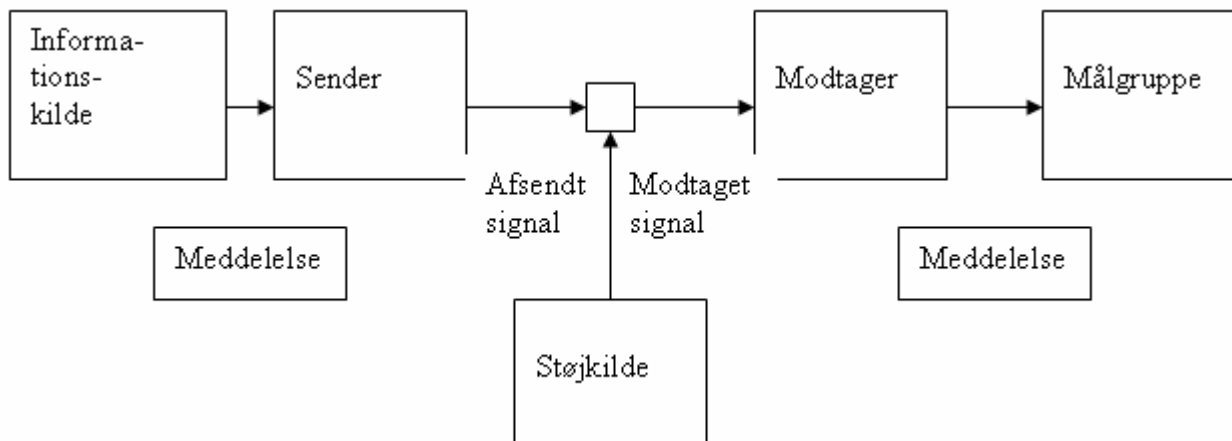 Informa-
tions-
kilde
Sender
Modtager
Målgruppe
Afsendt
signal
Modtaget
signal
Meddelelse
Meddelelse
Støjkilde